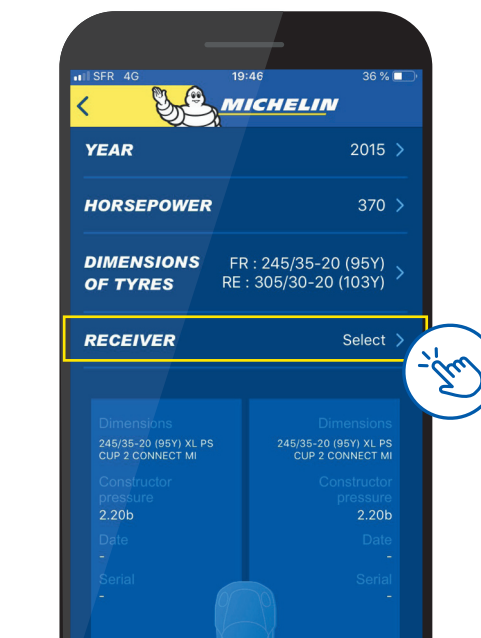 SFR 4G 19:46 36 %
MICHELIN
YEAR 2015
HORSEPOWER 370
DIMENSIONS FR : 245/35-20 (95Y)
OF TYRES RE : 305/30-20 (103Y)
RECEIVER Select
Dimensions Dimensions
245/35-20 (95Y) XL PS 245/35-20 (95Y) XL PS
CUP 2 CONNECT MI CUP 2 CONNECT MI
Constructor Constructor
pressure pressure
2.20b 2.20b
Date Date
- -
Serial Serial
- -